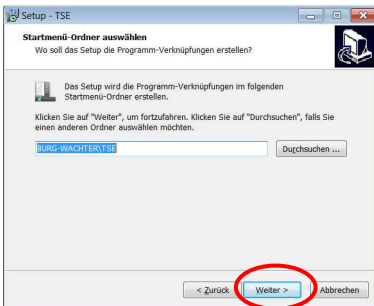 Setup - TSE
Startmenü-Ordner auswählen
Wo soll das Setup die Programm-Verknüpfungen erstellen?
Das Setup wird die Programm-Verknüpfungen im folgenden
Startmenü-Ordner erstellen.
Klicken Sie auf "Weiter", um fortzufahren. Klicken Sie auf "Durchsuchen", falls Sie
einen anderen Ordner auswählen möchten.
BURG-WACHTER\TSE
Durchsuchen ...
< Zurück
Weiter >
Abbrechen